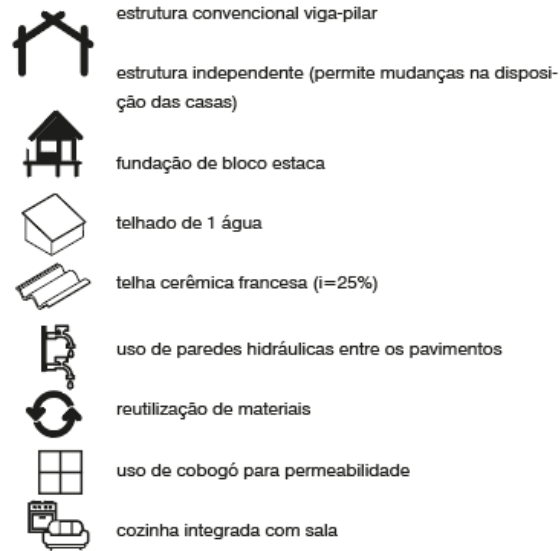 estrutura convencional viga-pilar
estrutura independente (permite mudanças na disposi-
ção das casas)
fundação de bloco estaca
telhado de 1 água
telha cerêmica francesa (i=25%)
uso de paredes hidráulicas entre os pavimentos
reutilização de materiais
uso de cobogó para permeabilidade
cozinha integrada com sala